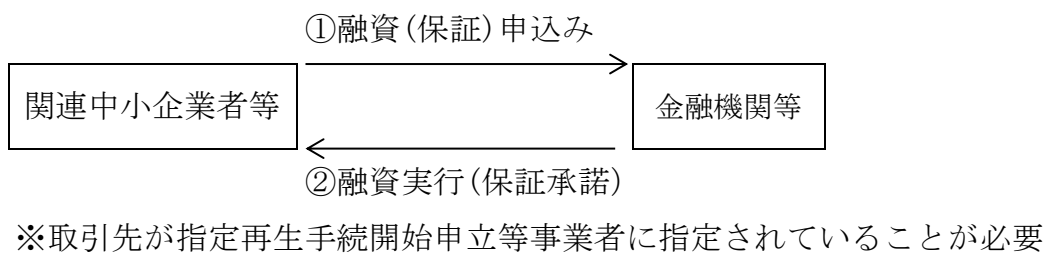 ①融資(保証)申込み
関連中小企業者等
金融機関等
②融資実行(保証承諾)
※取引先が指定再生手続開始申立等事業者に指定されていることが必要